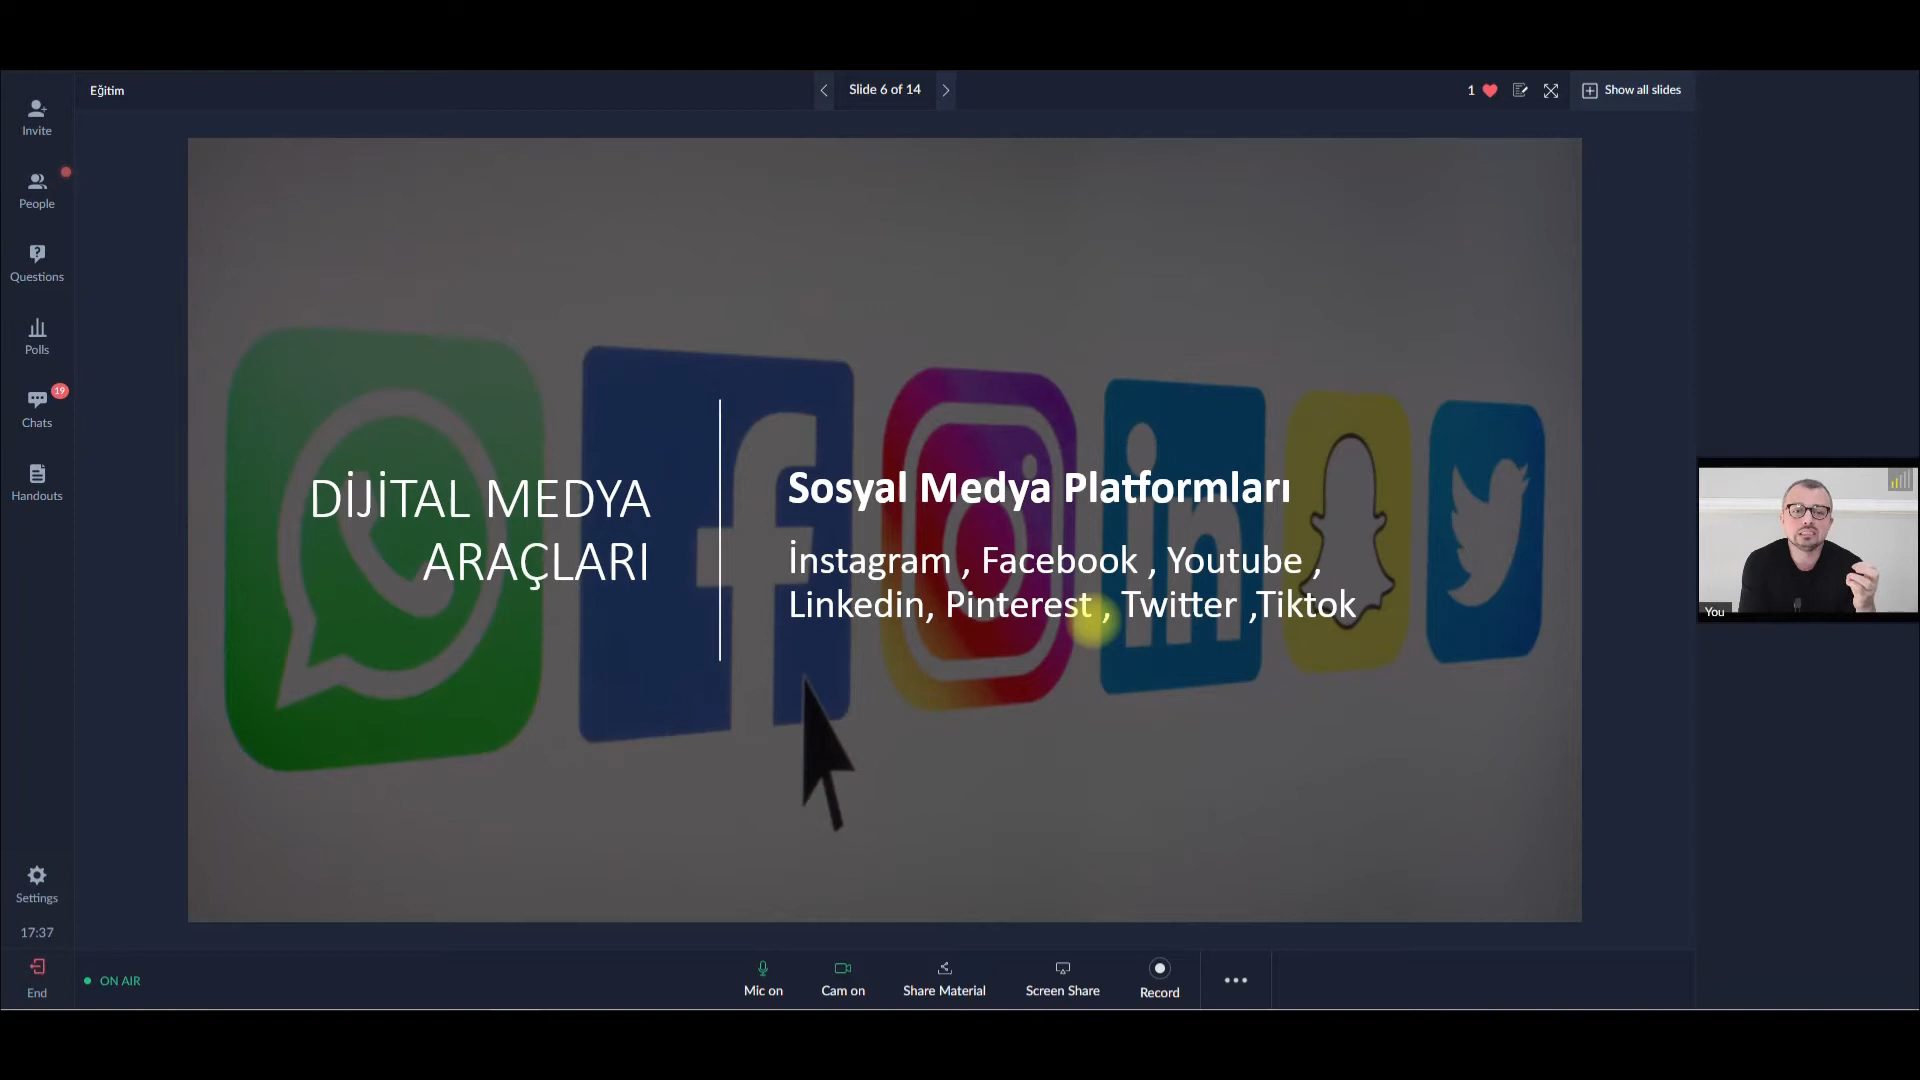 Eğitim
Slide 6 of 14
1
Show all slides
Invite
People
Questions
Polls
19
Chats
Handouts
DİJİTAL MEDYA
ARAÇLARI
Sosyal Medya Platformları
İnstagram , Facebook , Youtube ,
Linkedin, Pinterest , Twitter ,Tiktok
You
Settings
17:37
End
ON AIR
Mic on
Cam on
Share Material
Screen Share
Record